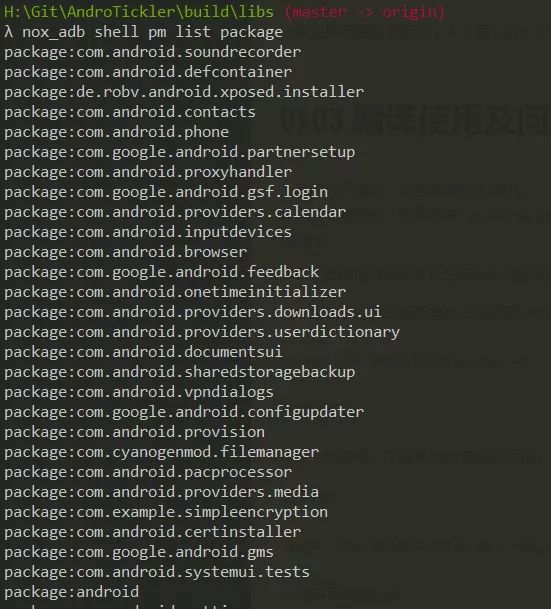 H:\Git\AndroTickler\build\libs (master -> origin)
λ nox_adb shell pm list package
package:com.android.soundrecorder
package:com.android.defcontainer
package:de.robv.android.xposed.installer
package:com.android.contacts
package:com.android.phone
package:com.google.android.partnersetup
package:com.android.proxyhandler
package:com.google.android.gsf.login
package:com.android.providers.calendar
package:com.android.inputdevices
package:com.android.browser
package:com.google.android.feedback
package:com.android.onetimeinitializer
package:com.android.providers.downloads.ui
package:com.android.providers.userdictionary
package:com.android.documentsui
package:com.android.sharedstoragebackup
package:com.android.vpndialogs
package:com.google.android.configupdater
package:com.android.provision
package:com.cyanogenmod.filemanager
package:com.android.pacprocessor
package:com.android.providers.media
package:com.example.simpleencryption
package:com.android.certinstaller
package:com.google.android.gms
package:com.android.systemui.tests
package:android
0x03 编译使用及问